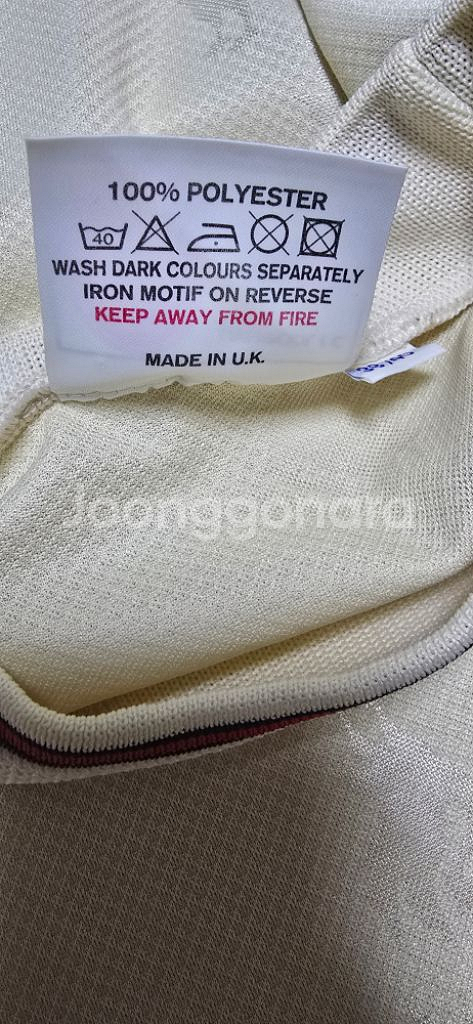 100% POLYESTER
40
WASH DARK COLOURS SEPARATELY
IRON MOTIF ON REVERSE
KEEP AWAY FROM FIRE
MADE IN U.K.
Joonggonara